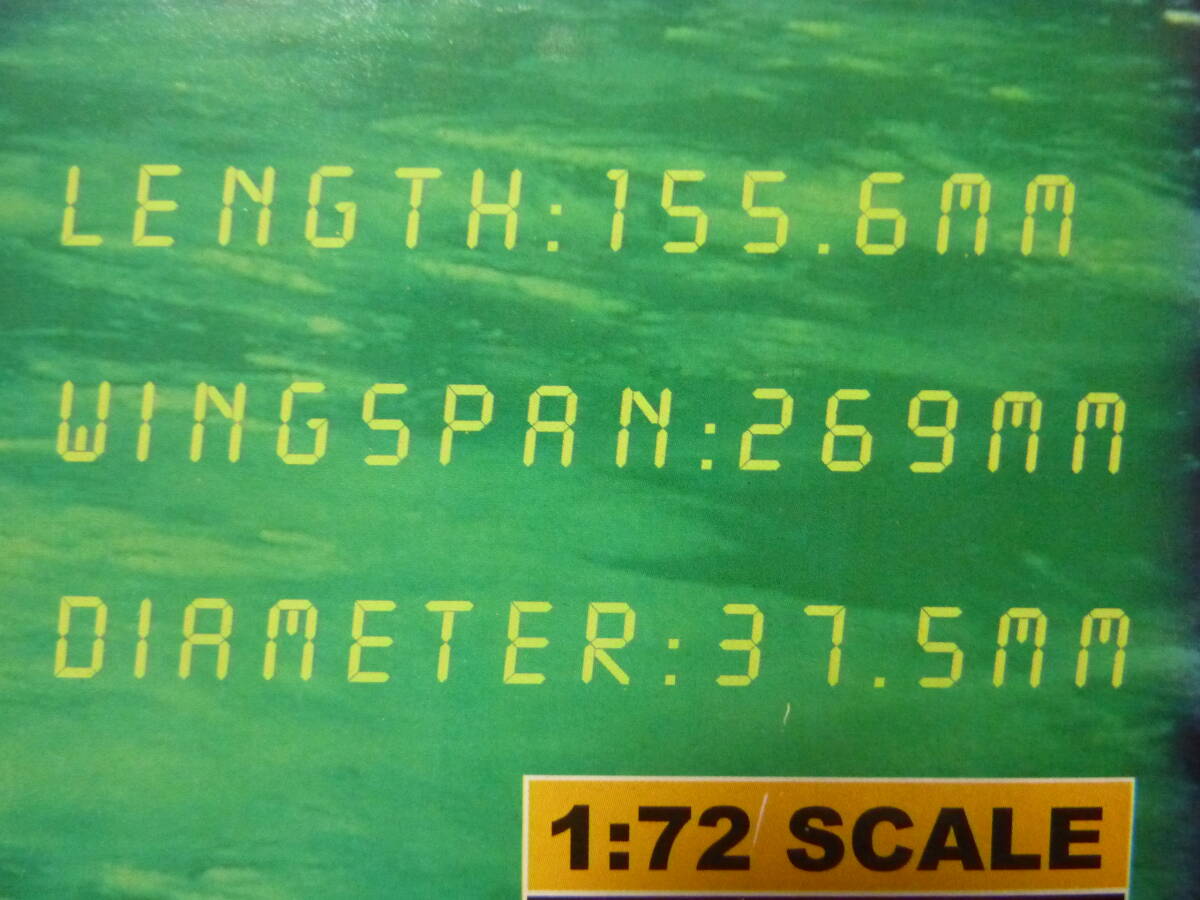 LENGTH:155.6MM
WINGSPAN:269MM
DIAMETER:37.5MM
1:72 SCALE